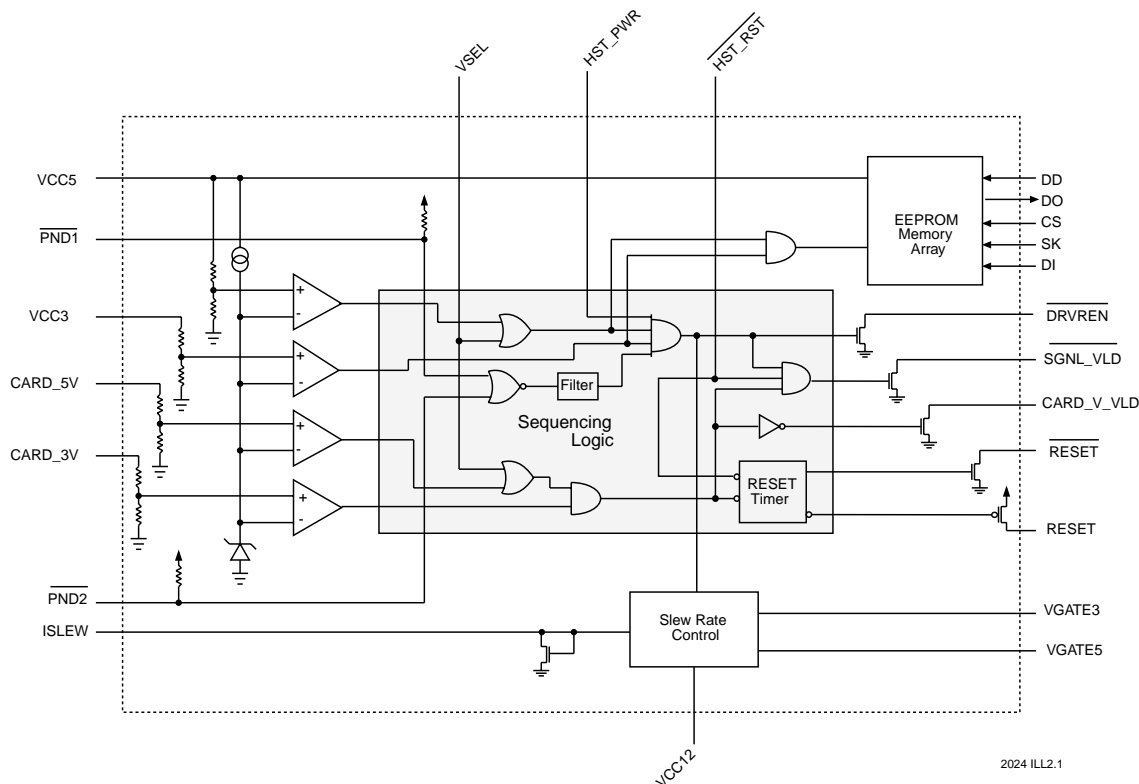 VSEL
HST_PWR
HST_RST
VCC5
DD
DO
EEPROM
Memory
Array
CS
PND1
SK
DI
+
-
VCC3
DRVREN
+
-
SGNL_VLD
CARD_5V
Filter
CARD_V_VLD
+
-
Sequencing
Logic
CARD_3V
RESET
RESET
Timer
+
-
RESET
PND2
VGATE3
ISLEW
Slew Rate
Control
VGATE5
VCC12
2024 ILL2.1